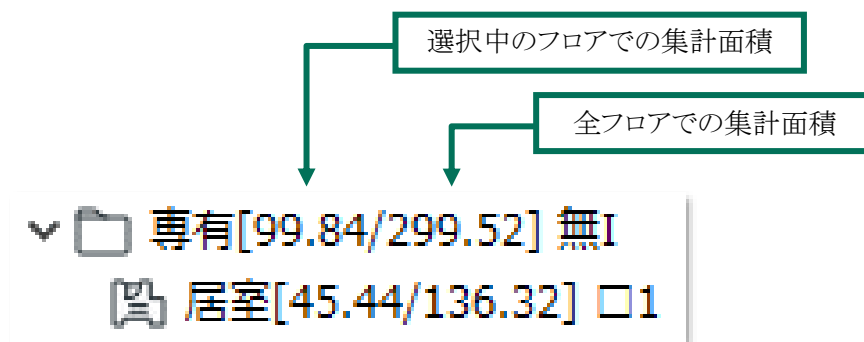 選択中のフロアでの集計面積
全フロアでの集計面積
専有[99.84/299.52] 無I
居室[45.44/136.32] □1